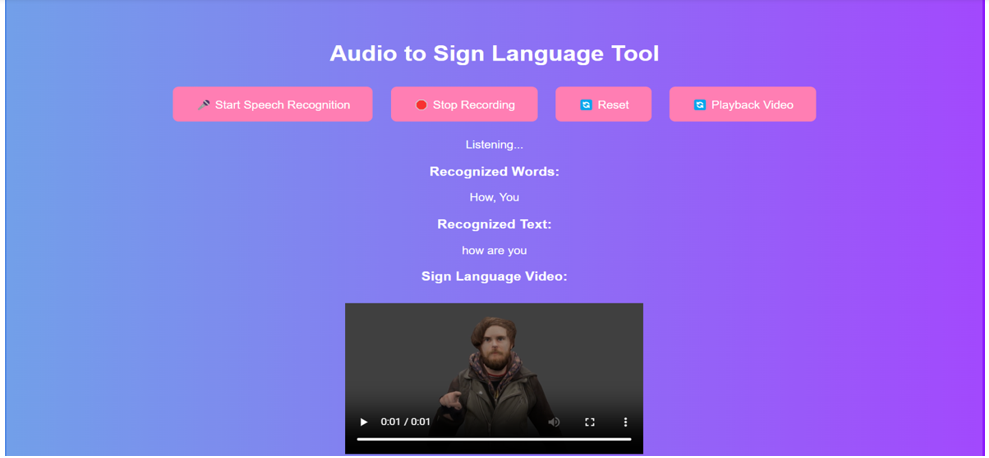 Audio to Sign Language Tool
Start Speech Recognition Stop Recording Reset Playback Video
Listening...
Recognized Words:
How, You
Recognized Text:
how are you
Sign Language Video:
0:01 / 0:01